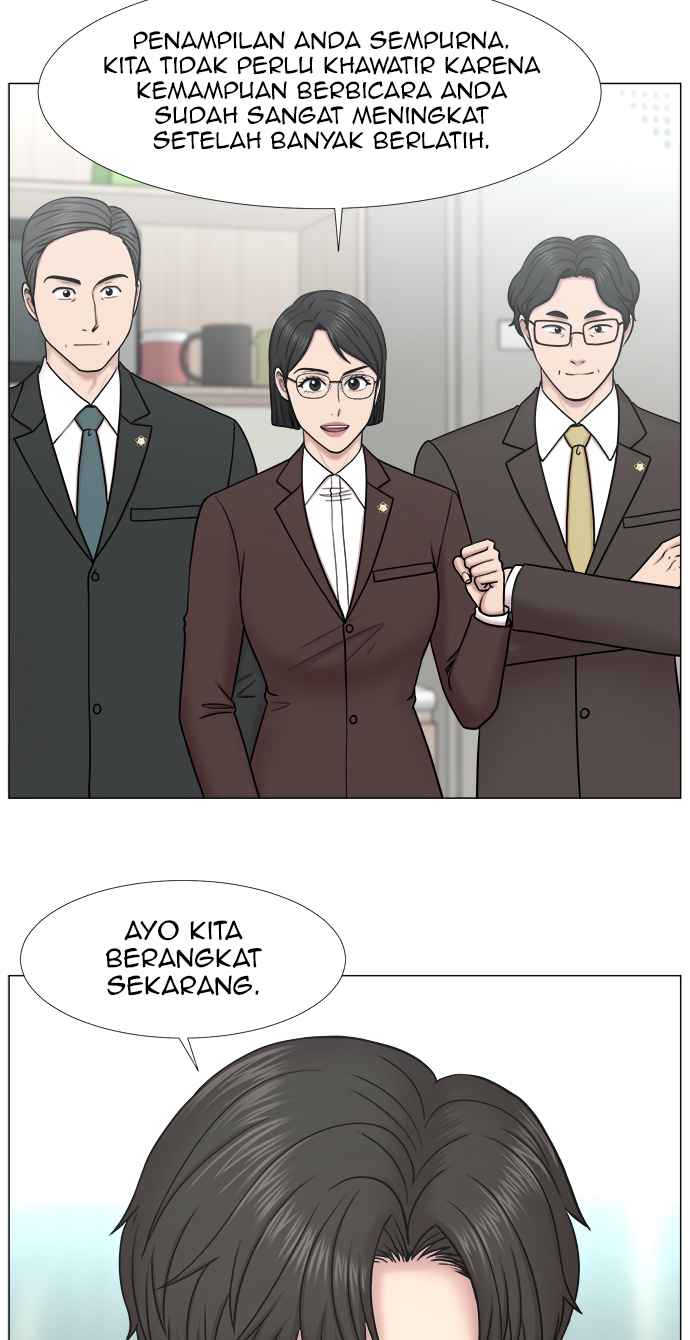 PENAMPILAN ANDA SEMPURNA.
KITA TIDAK PERLU KHAWATIR KARENA
KEMAMPUAN BERBICARA ANDA
SUDAH SANGAT MENINGKAT
SETELAH BANYAK BERLATIH.
AYO KITA
BERANGKAT
SEKARANG.